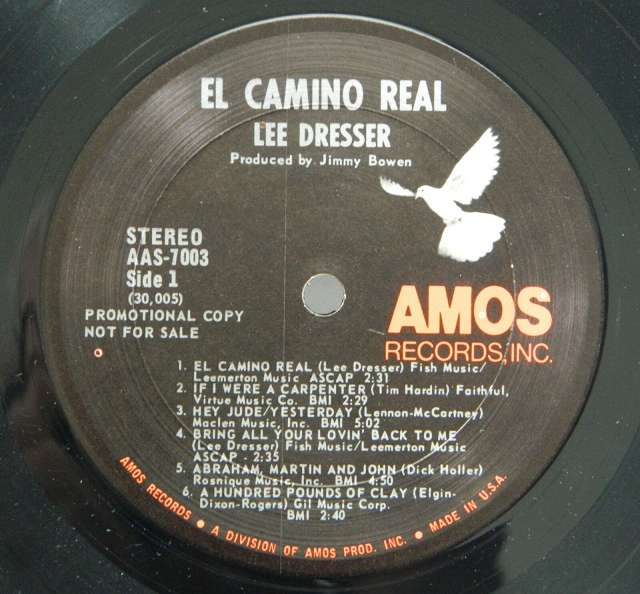 EL CAMINO REAL
LEE DRESSER
Produced by Jimmy Bowen
STEREO
AAS-7003
Side 1
(30,005)
PROMOTIONAL COPY
NOT FOR SALE
AMOS
RECORDS, INC.
1. EL CAMINO REAL (Lee Dresser) Fish Music/
Leemerton Music ASCAP 2:31
2. IF I WERE A CARPENTER (Tim Hardin) Faithful,
Virtue Music Co. BMI 2:29
3. HEY JUDE/YESTERDAY (Lennon-McCartney)
Maclen Music, Inc. BMI 5:02
4. BRING ALL YOUR LOVIN' BACK TO ME
(Lee Dresser) Fish Music/Leemerton Music
ASCAP - 2:35
5. ABRAHAM, MARTIN AND JOHN (Dick Holler)
Rosnique Music, Inc. BMI 4:50
6. A HUNDRED POUNDS OF CLAY (Elgin-
Dixon-Rogers) Gil Music Corp.
BMI 2:40
AMOS RECORDS • A DIVISION OF AMOS PROD. INC. • MADE IN U.S.A.